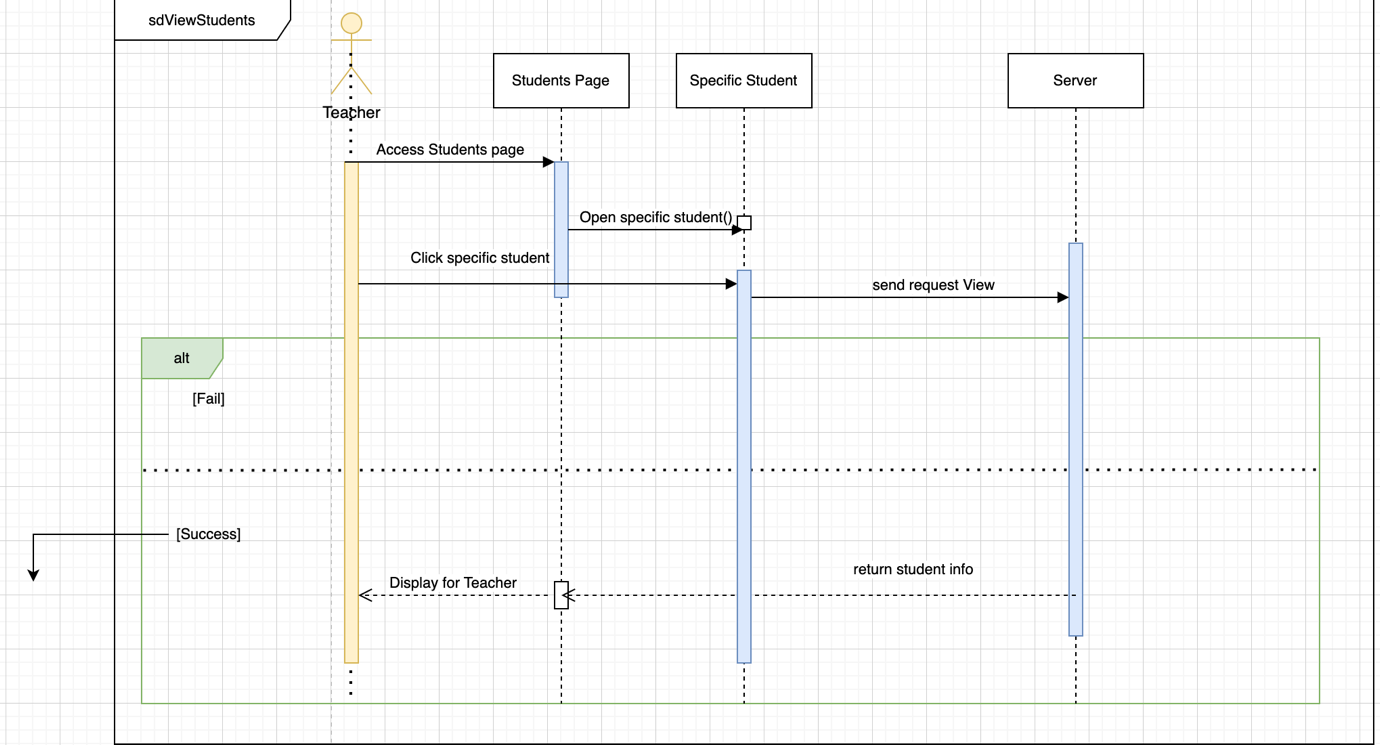 sdViewStudents
Teacher
Students Page
Specific Student
Server
Access Students page
Open specific student()
Click specific student
send request View
alt
[Fail]
[Success]
return student info
Display for Teacher